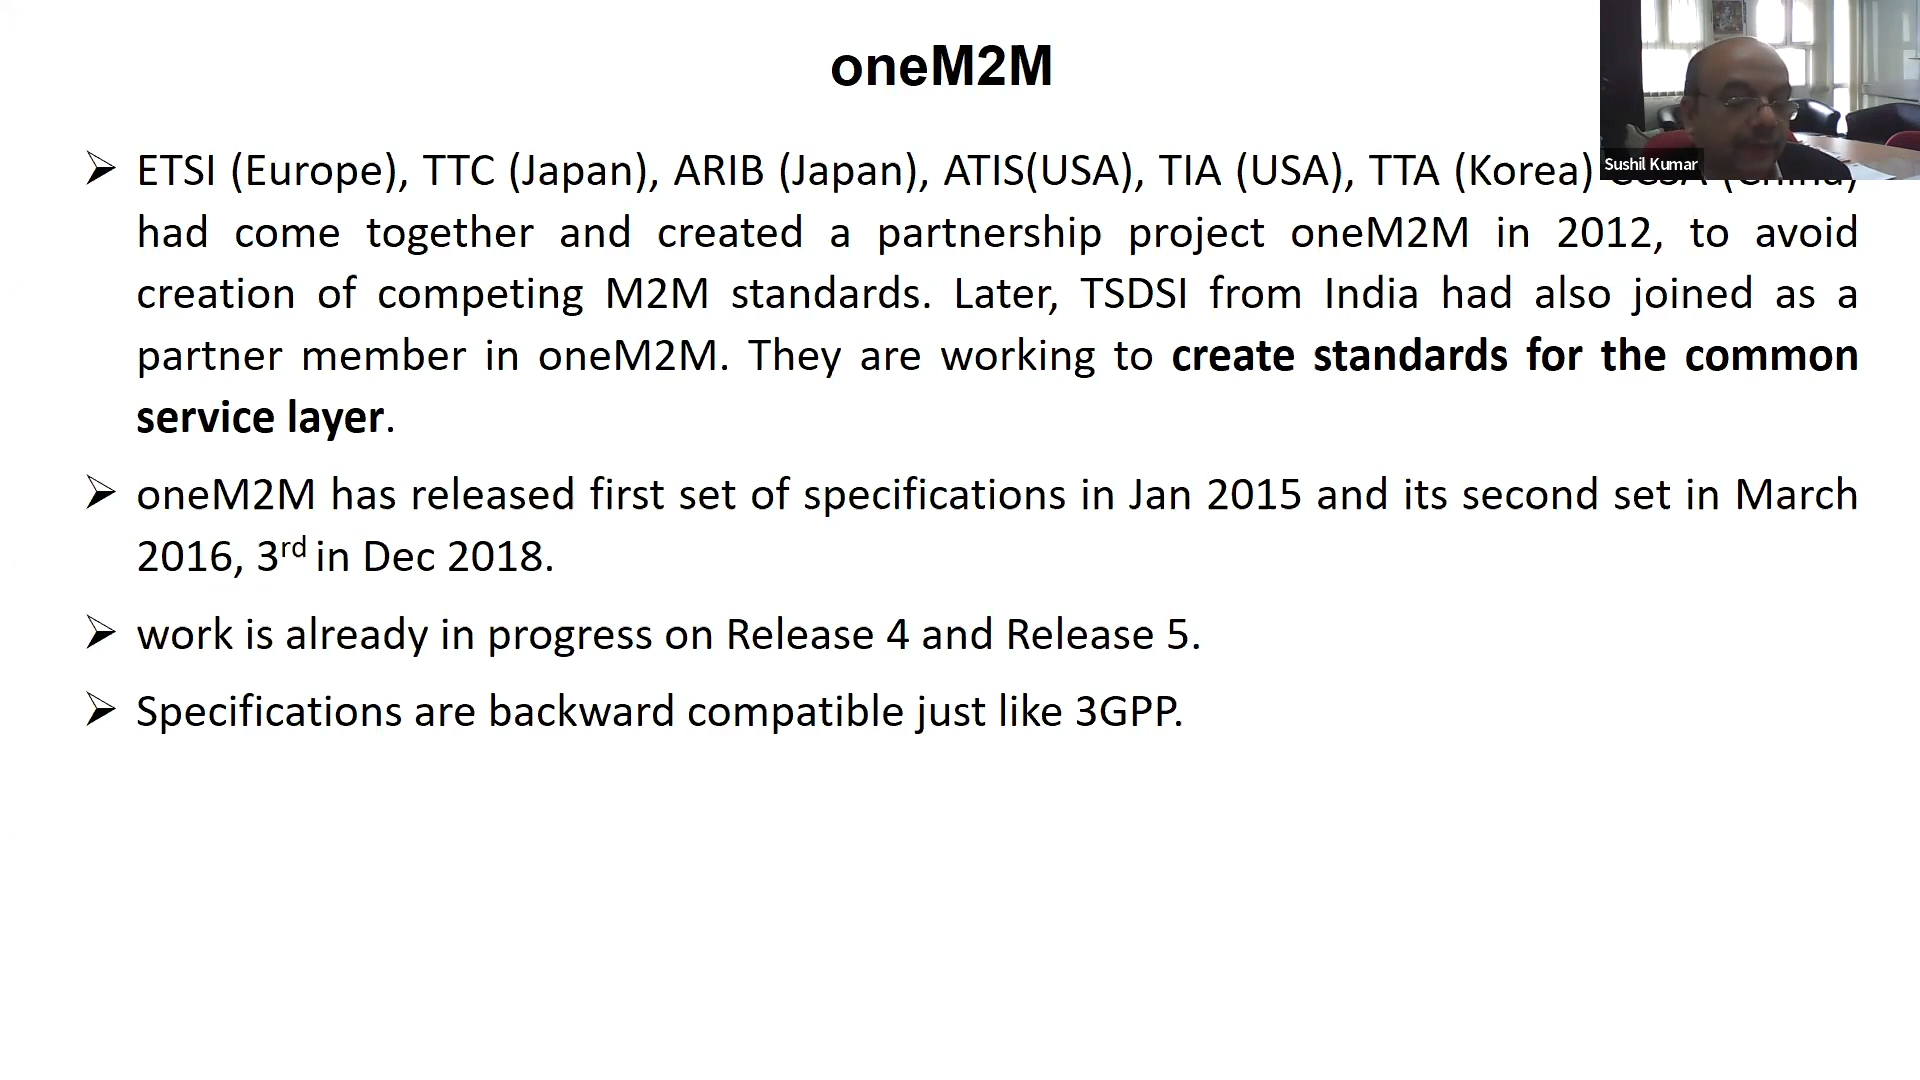 oneM2M
➢ ETSI (Europe), TTC (Japan), ARIB (Japan), ATIS(USA), TIA (USA), TTA (Korea)
Sushil Kumar
had come together and created a partnership project oneM2M in 2012, to avoid
creation of competing M2M standards. Later, TSDSI from India had also joined as a
partner member in oneM2M. They are working to create standards for the common
service layer.
➢ oneM2M has released first set of specifications in Jan 2015 and its second set in March
2016, 3rd in Dec 2018.
➢ work is already in progress on Release 4 and Release 5.
➢ Specifications are backward compatible just like 3GPP.